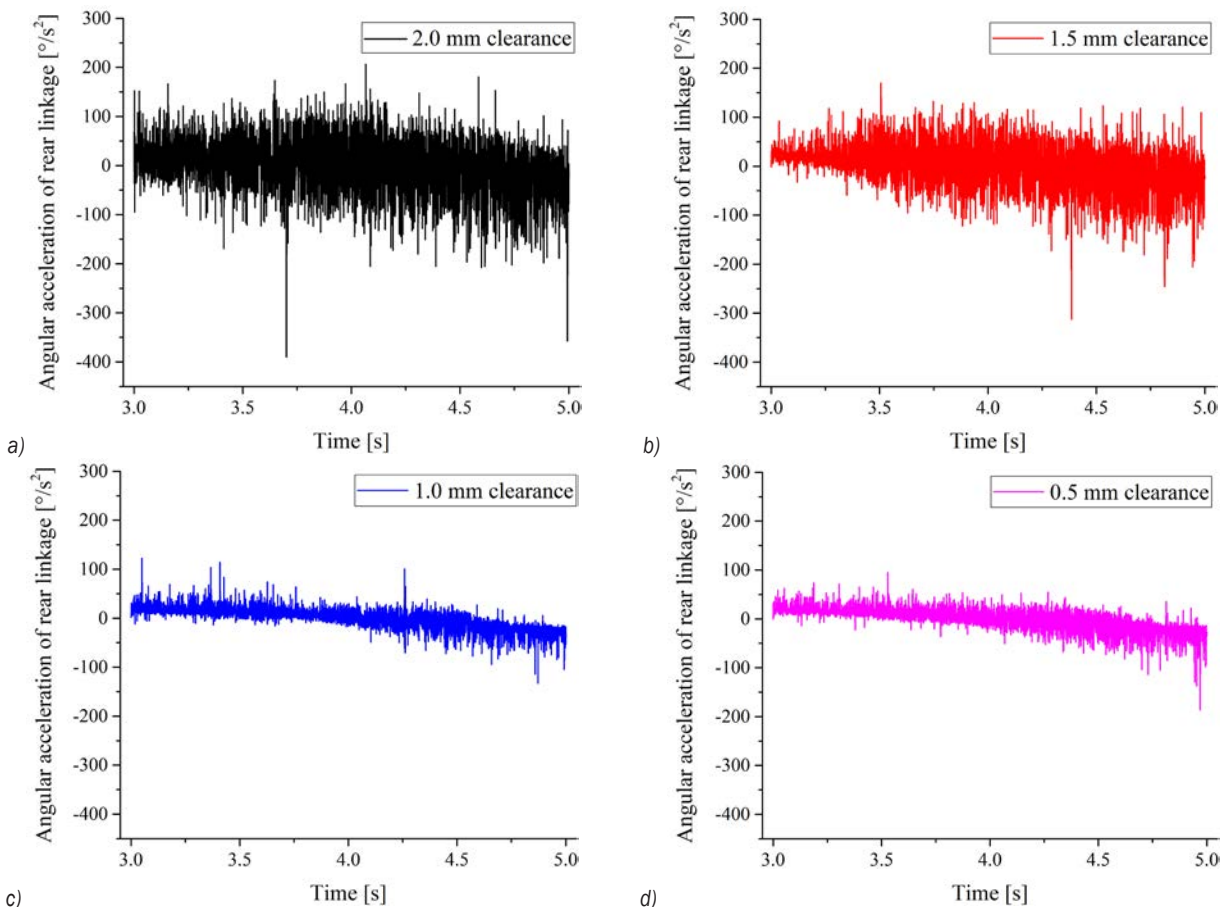 Angular acceleration of rear linkage [°/s²]
300
200
100
0
-100
-200
-300
-400
2.0 mm clearance
3.0 3.5 4.0 4.5 5.0
Time [s]
a)
Angular acceleration of rear linkage [°/s²]
300
200
100
0
-100
-200
-300
-400
1.5 mm clearance
3.0 3.5 4.0 4.5 5.0
Time [s]
b)
Angular acceleration of rear linkage [°/s²]
300
200
100
0
-100
-200
-300
-400
1.0 mm clearance
3.0 3.5 4.0 4.5 5.0
Time [s]
c)
Angular acceleration of rear linkage [°/s²]
300
200
100
0
-100
-200
-300
-400
0.5 mm clearance
3.0 3.5 4.0 4.5 5.0
Time [s]
d)